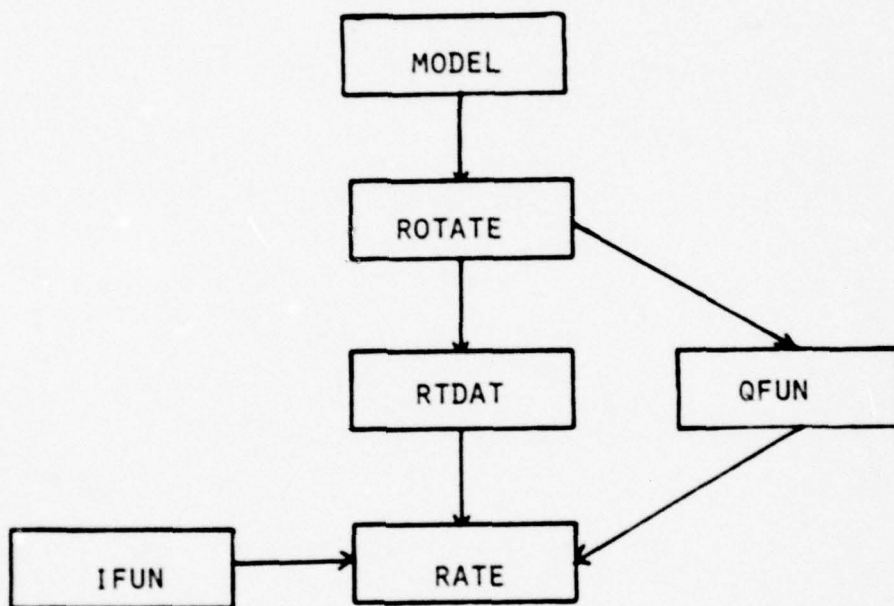 MODEL
ROTATE
RTDAT
QFUN
IFUN
RATE